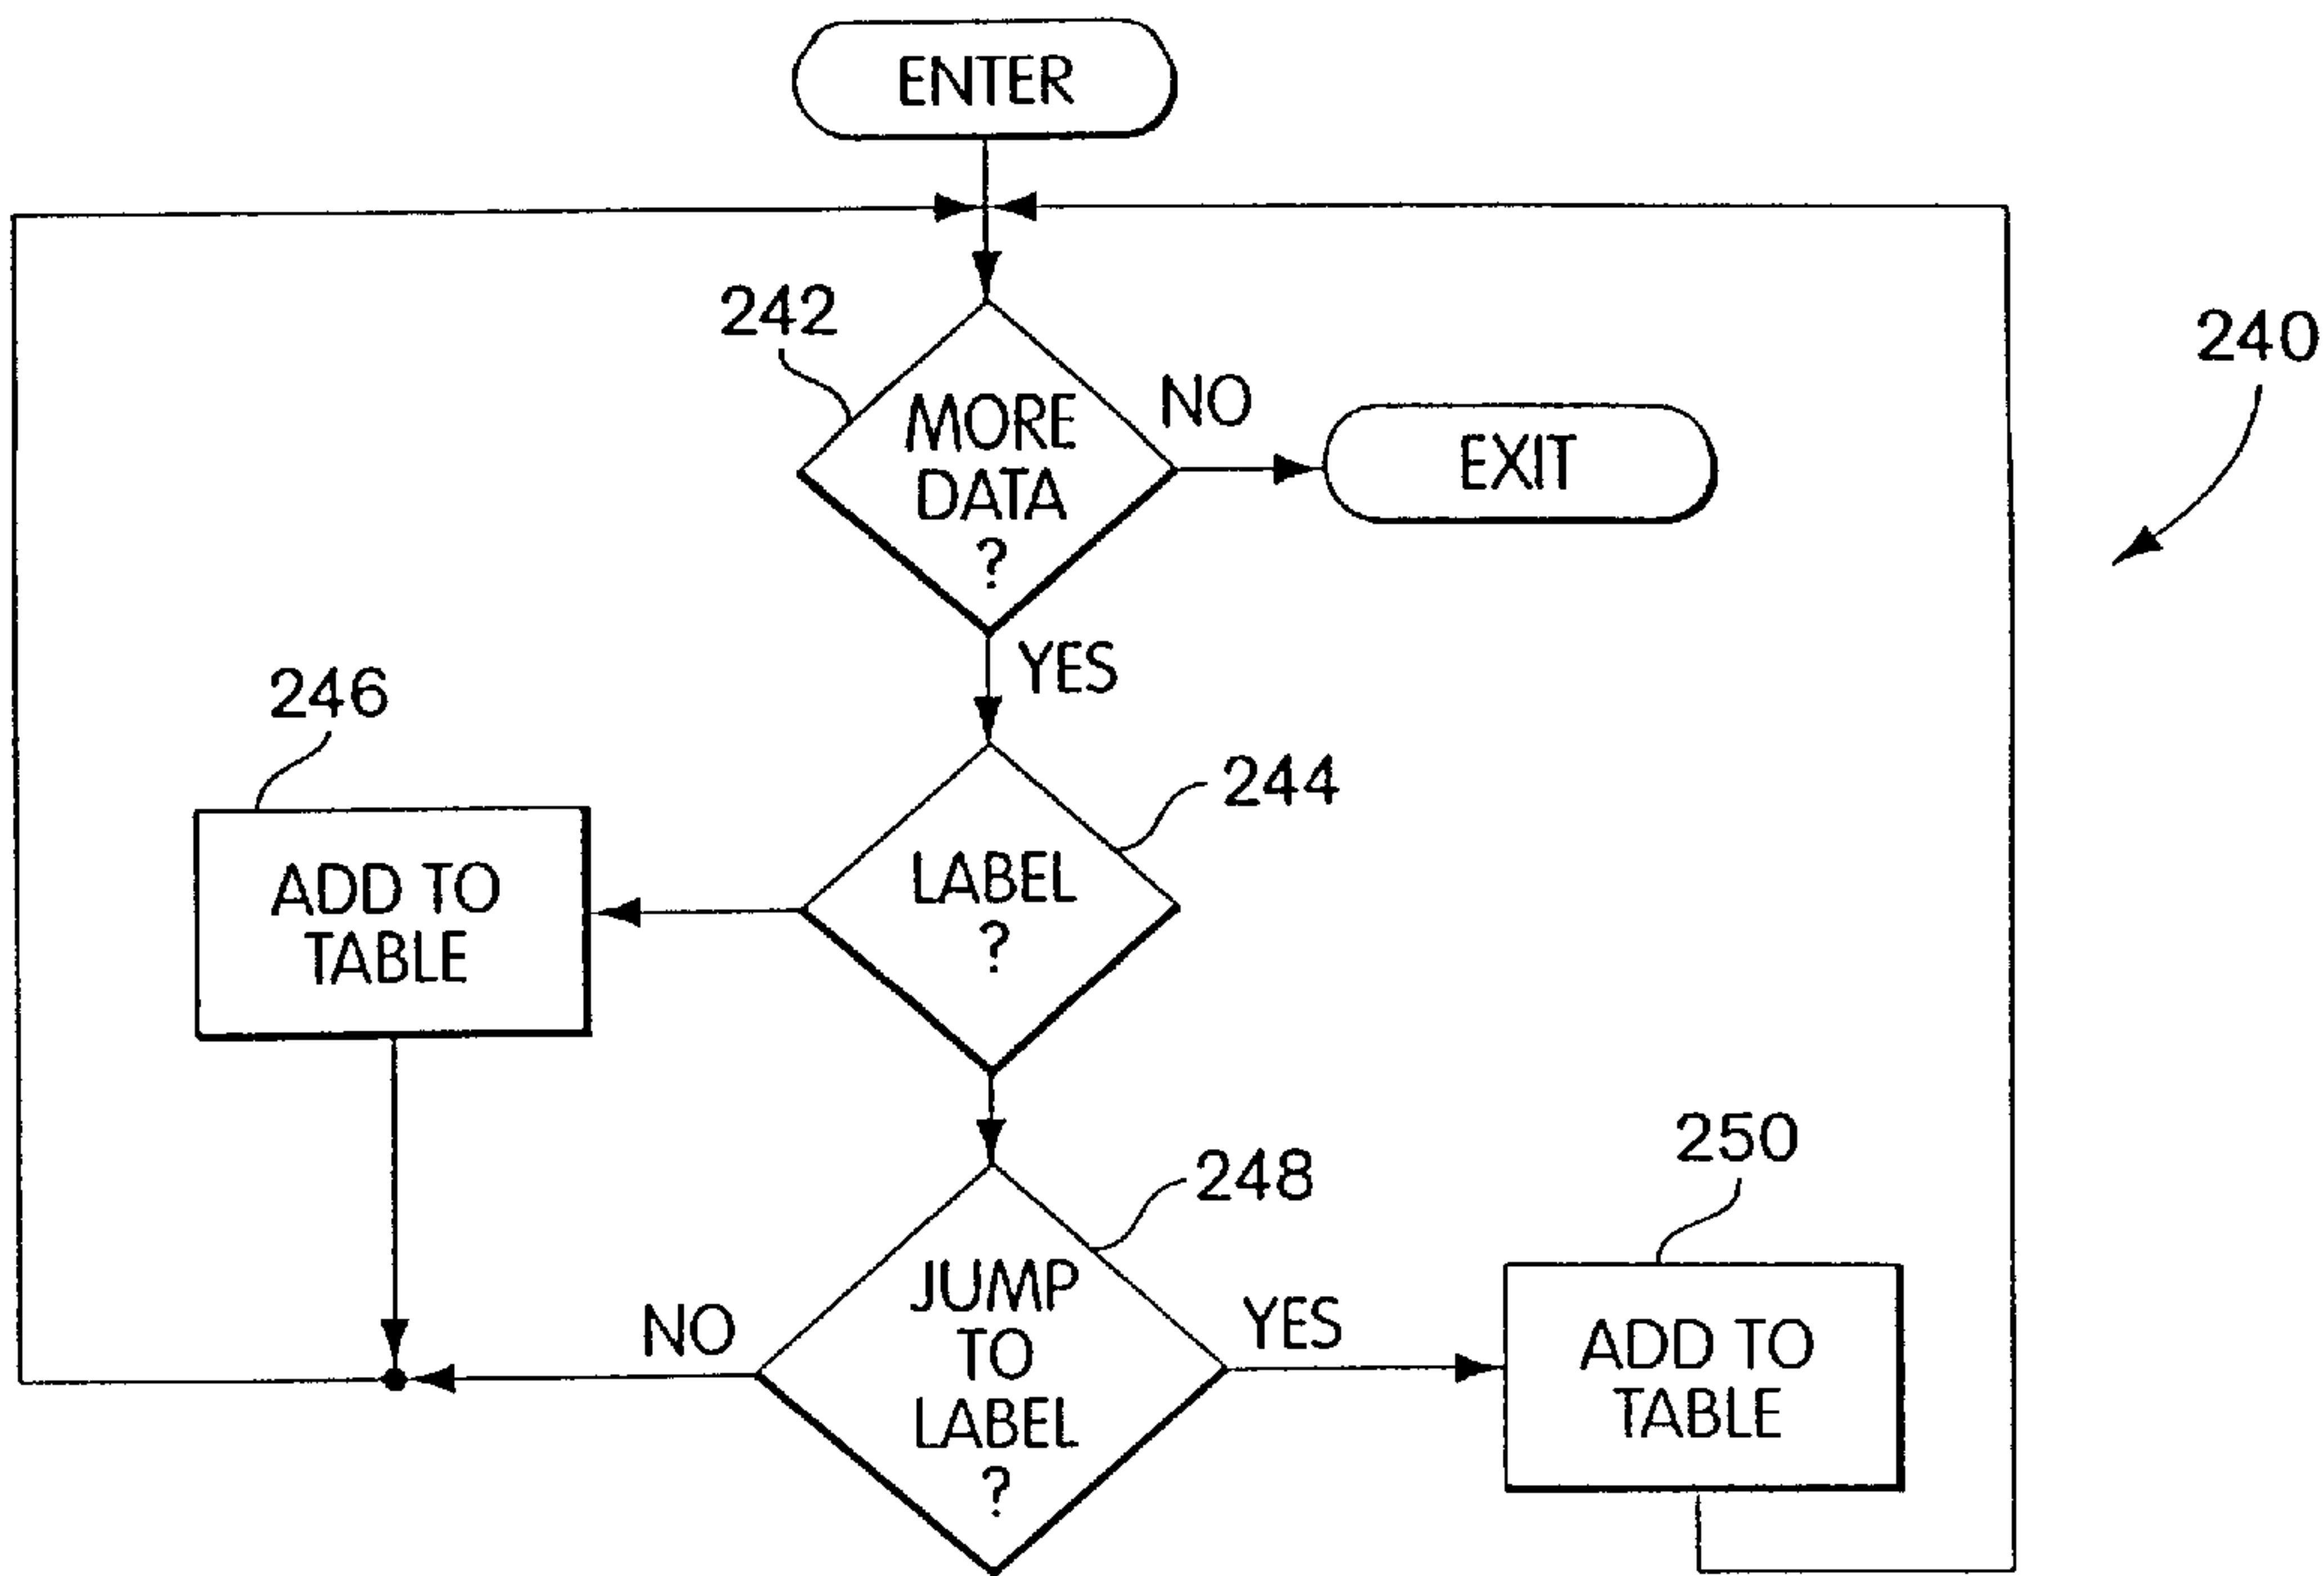 ENTER
242
MORE
DATA
?
NO
EXIT
240
YES
246
ADD TO
TABLE
244
LABEL
?
248
JUMP
TO
LABEL
?
NO
YES
250
ADD TO
TABLE